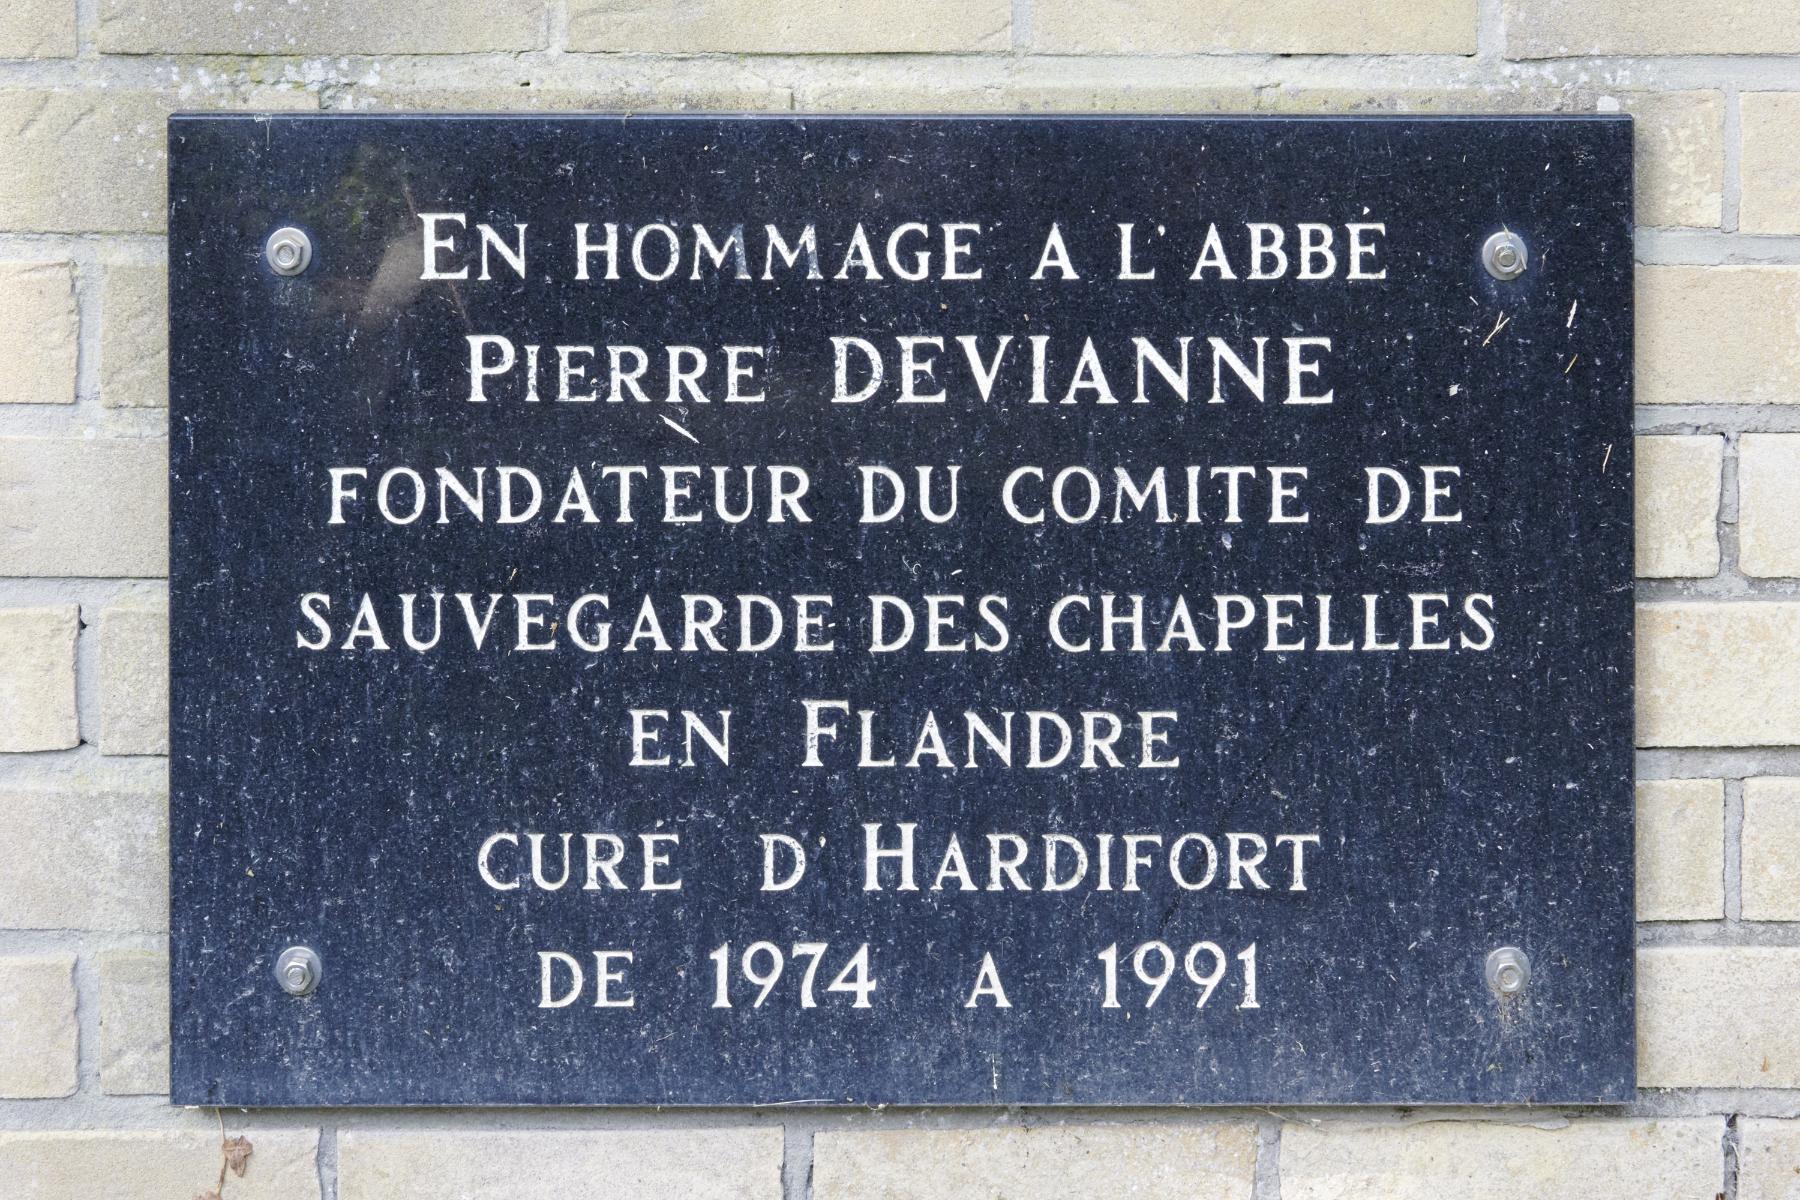 En hommage a l'abbé
Pierre DEVIANNE
fondateur du comite de
sauvegarde des chapelles
en Flandre
curé d'Hardifort
de 1974 a 1991